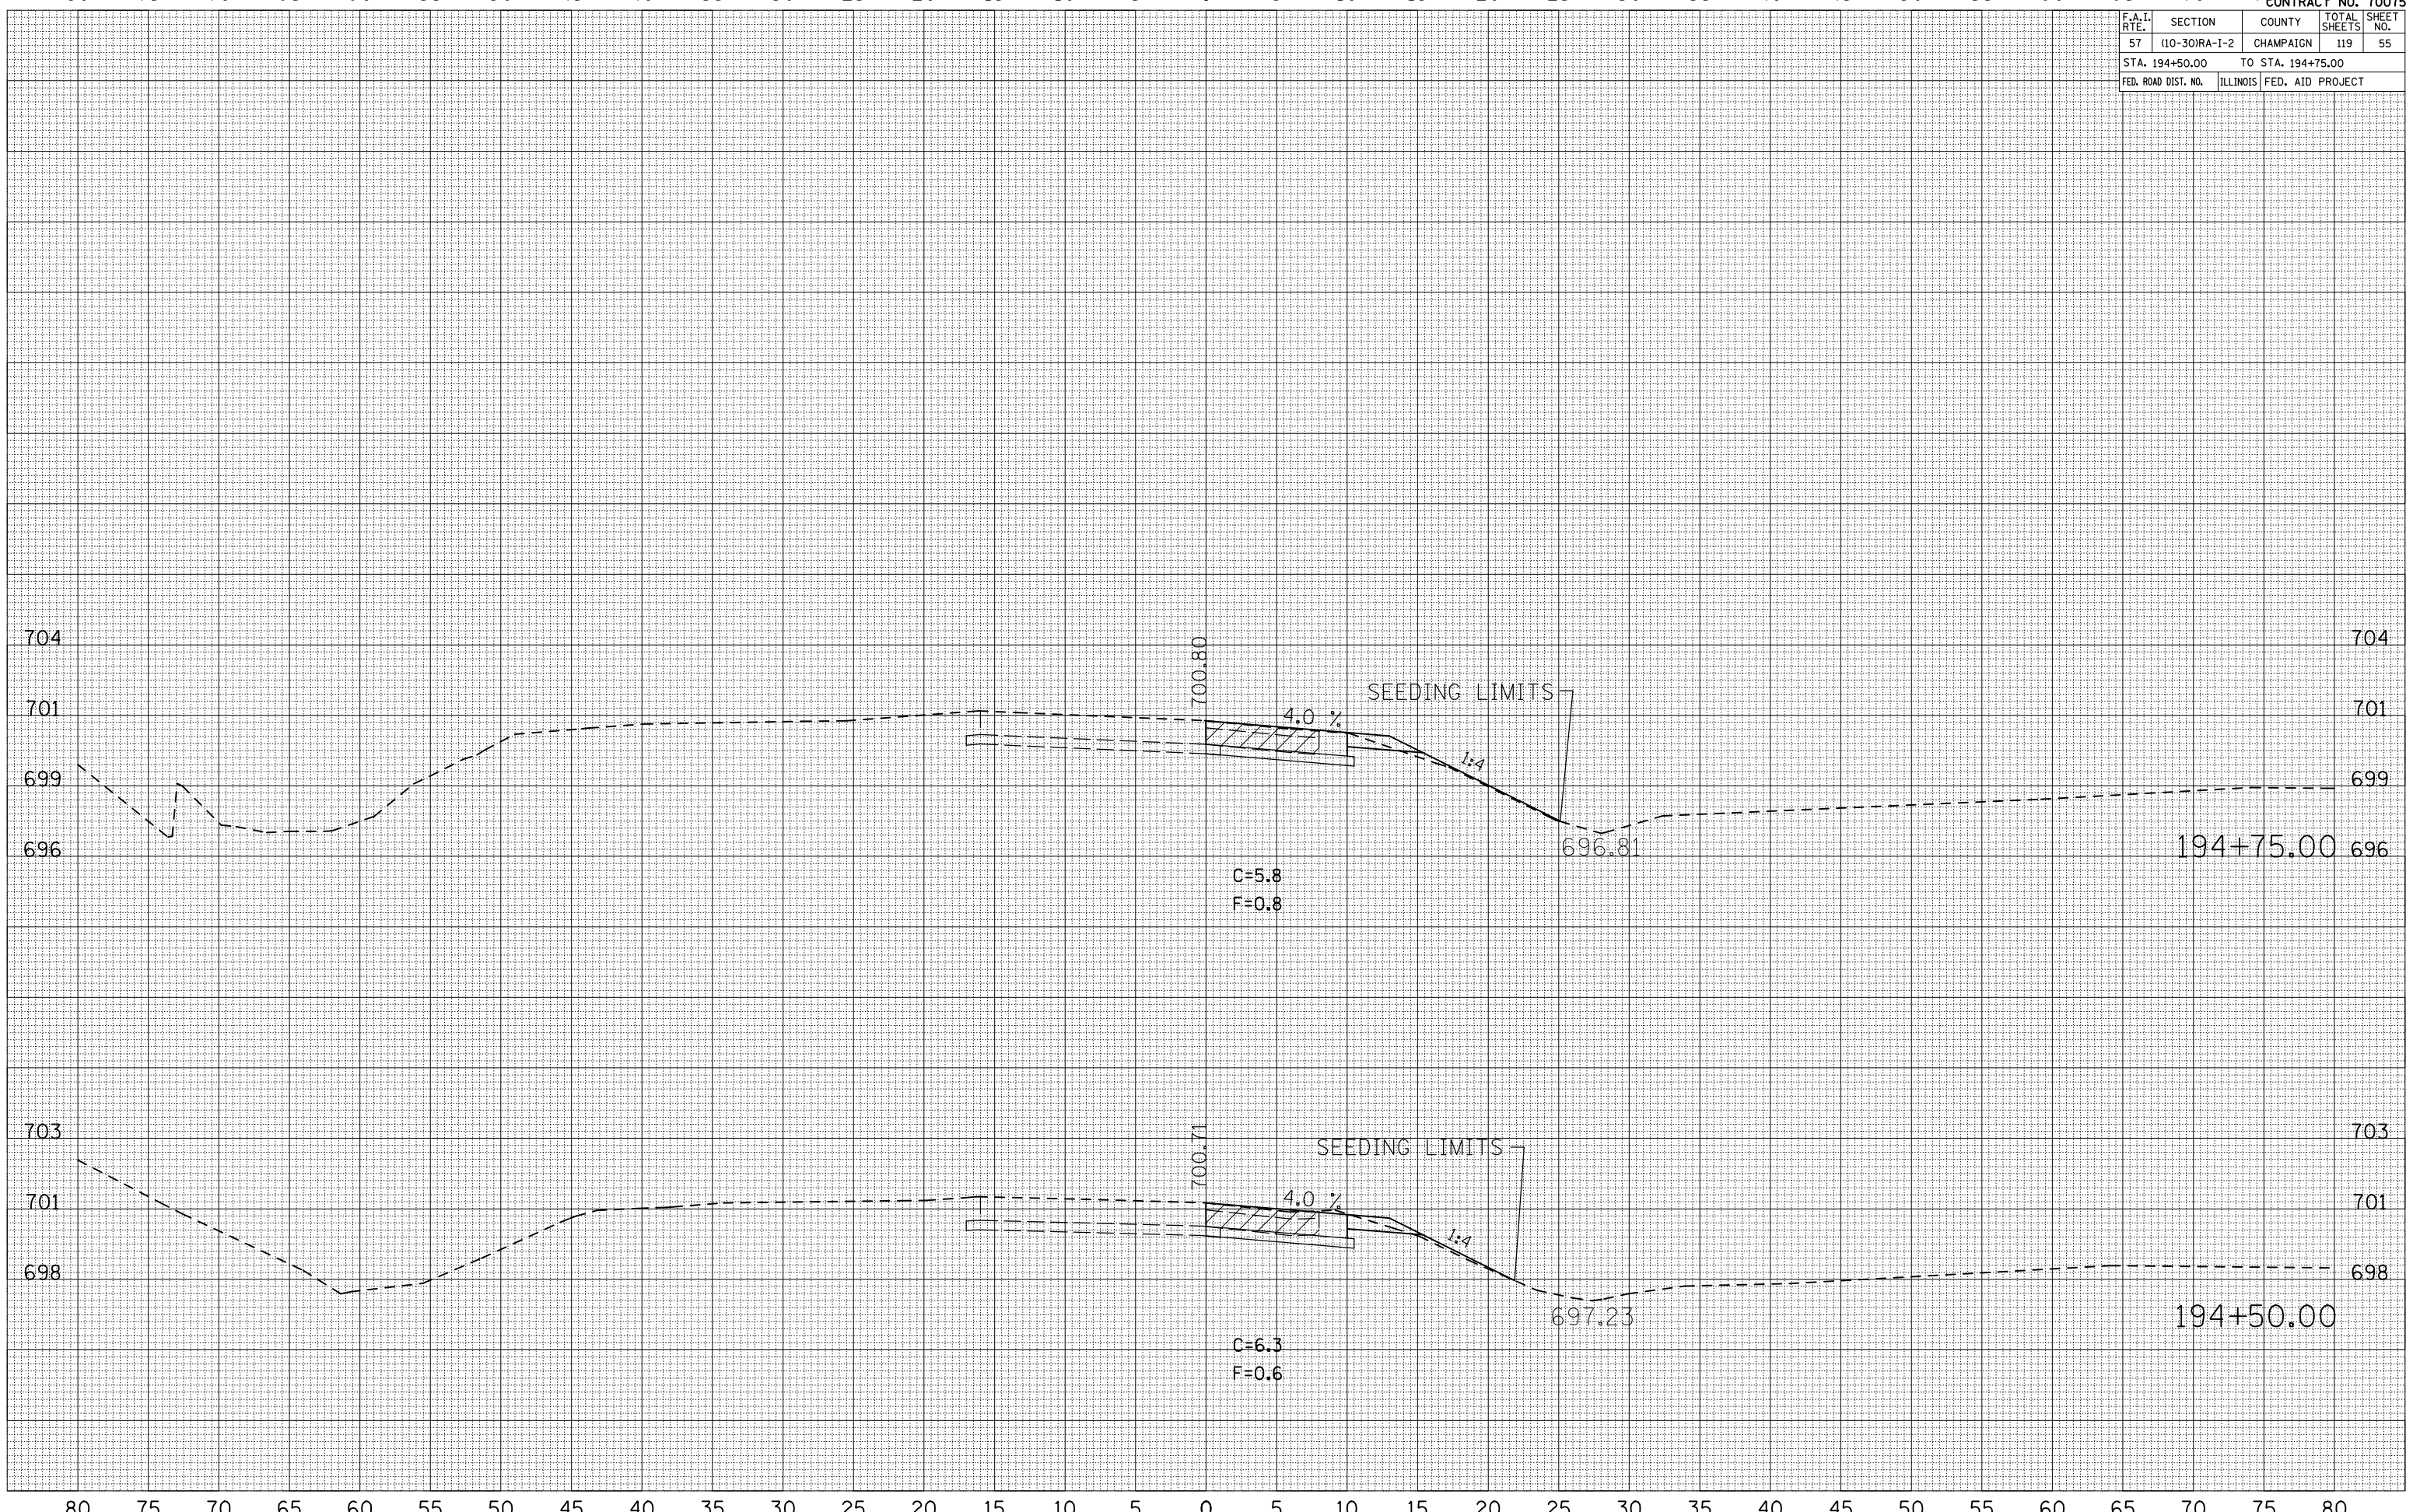 CONTRACT NO. 70075
F.A.I. RTE. SECTION COUNTY TOTAL SHEETS SHEET NO.
57 (10-30)RA-I-2 CHAMPAIGN 119 55
STA. 194+50.00 TO STA. 194+75.00
FED. ROAD DIST. NO. ILLINOIS FED. AID PROJECT
704 704
700.80
SEEDING LIMITS
701 4.0 % 701
1:4
699 699
696 696.81 194+75.00 696
C=5.8
F=0.8
703 703
700.71
SEEDING LIMITS
701 4.0 % 701
1:4
698 698
697.23 194+50.00
C=6.3
F=0.6
80 75 70 65 60 55 50 45 40 35 30 25 20 15 10 5 0 5 10 15 20 25 30 35 40 45 50 55 60 65 70 75 80